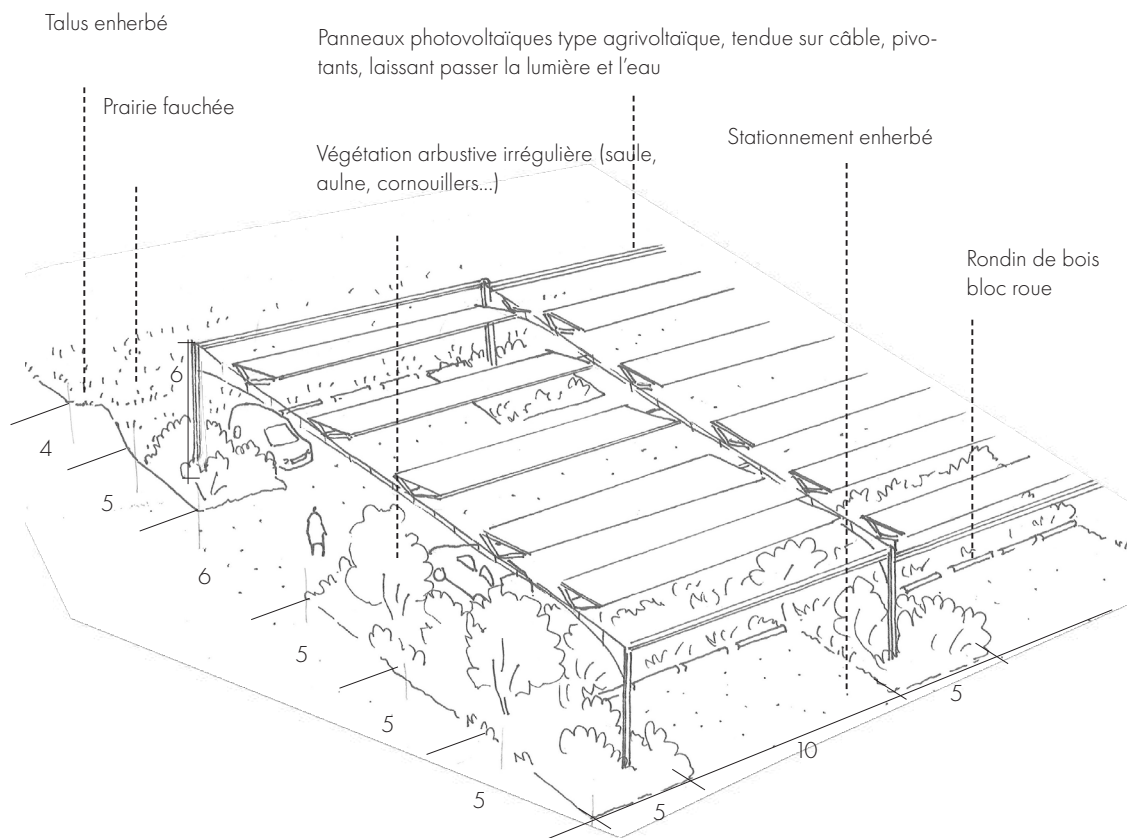 Talus enherbé
Panneaux photovoltaïques type agrivoltaïque, tendue sur câble, pivo-
tants, laissant passer la lumière et l'eau
Prairie fauchée
Stationnement enherbé
Végétation arbustive irrégulière (saule,
aulne, cornouillers...)
Rondin de bois
bloc roue
6
4
5
6
5
5
5
5
10
5